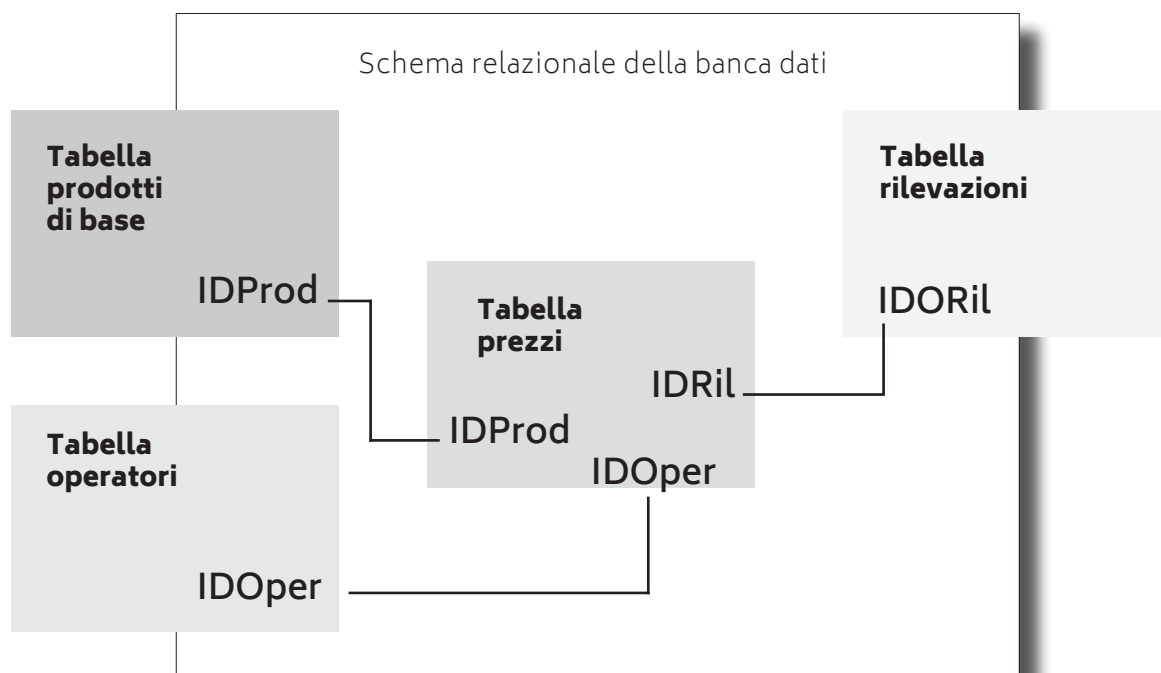 Schema relazionale della banca dati
Tabella
prodotti
di base
IDProd
Tabella
rilevazioni
IDORil
Tabella
prezzi
IDRil
IDProd
IDOper
Tabella
operatori
IDOper